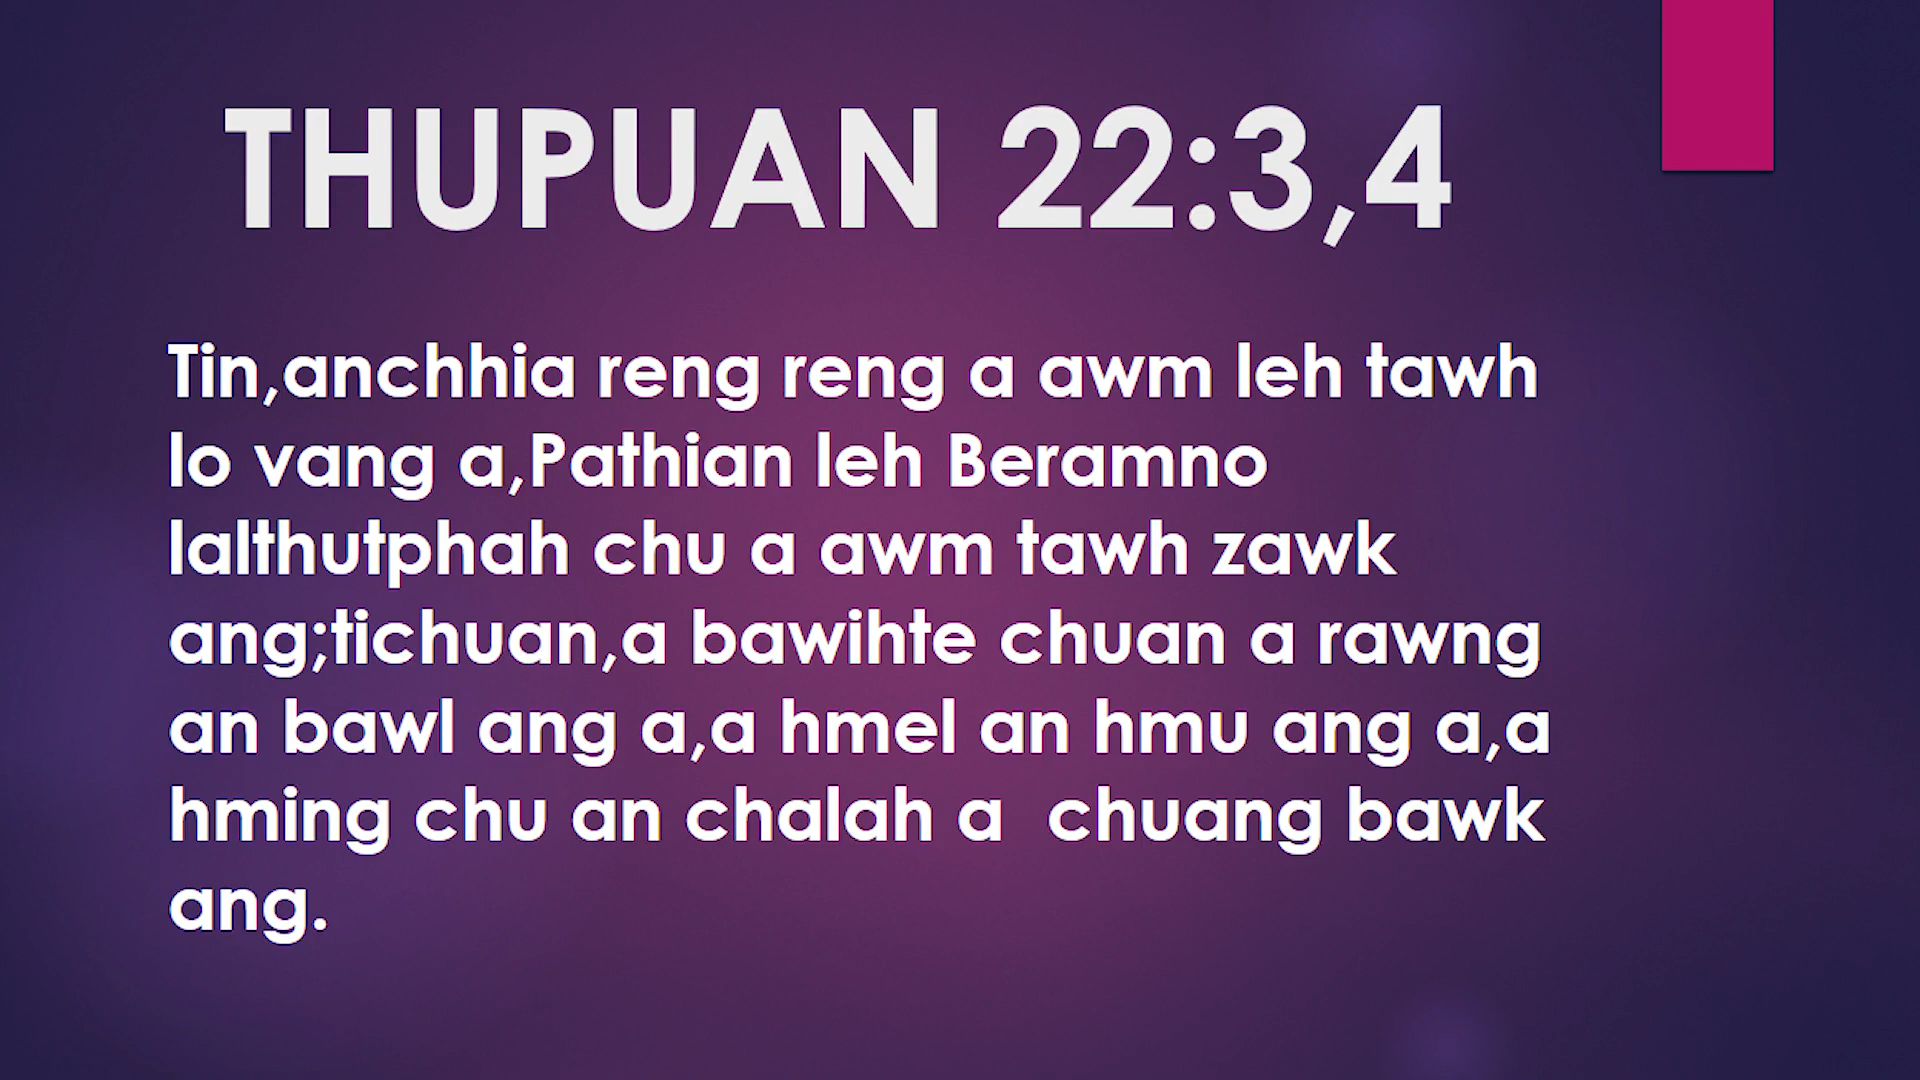 THUPUAN 22:3,4
Tin,anchhia reng reng a awm leh tawh
lo vang a,Pathian leh Beramno
lalthutphah chu a awm tawh zawk
ang;tichuan,a bawihte chuan a rawng
an bawl ang a,a hmel an hmu ang a,a
hming chu an chalah a  chuang bawk
ang.